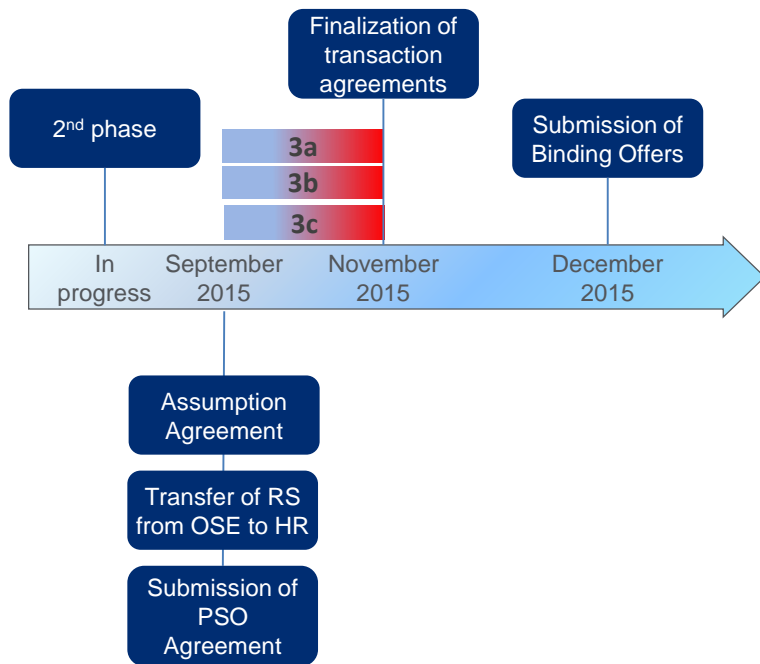 Finalization of
transaction
agreements
2nd phase
Submission of
Binding Offers
3a
3b
3c
In
progress
September
2015
November
2015
December
2015
Assumption
Agreement
Transfer of RS
from OSE to HR
Submission of
PSO
Agreement